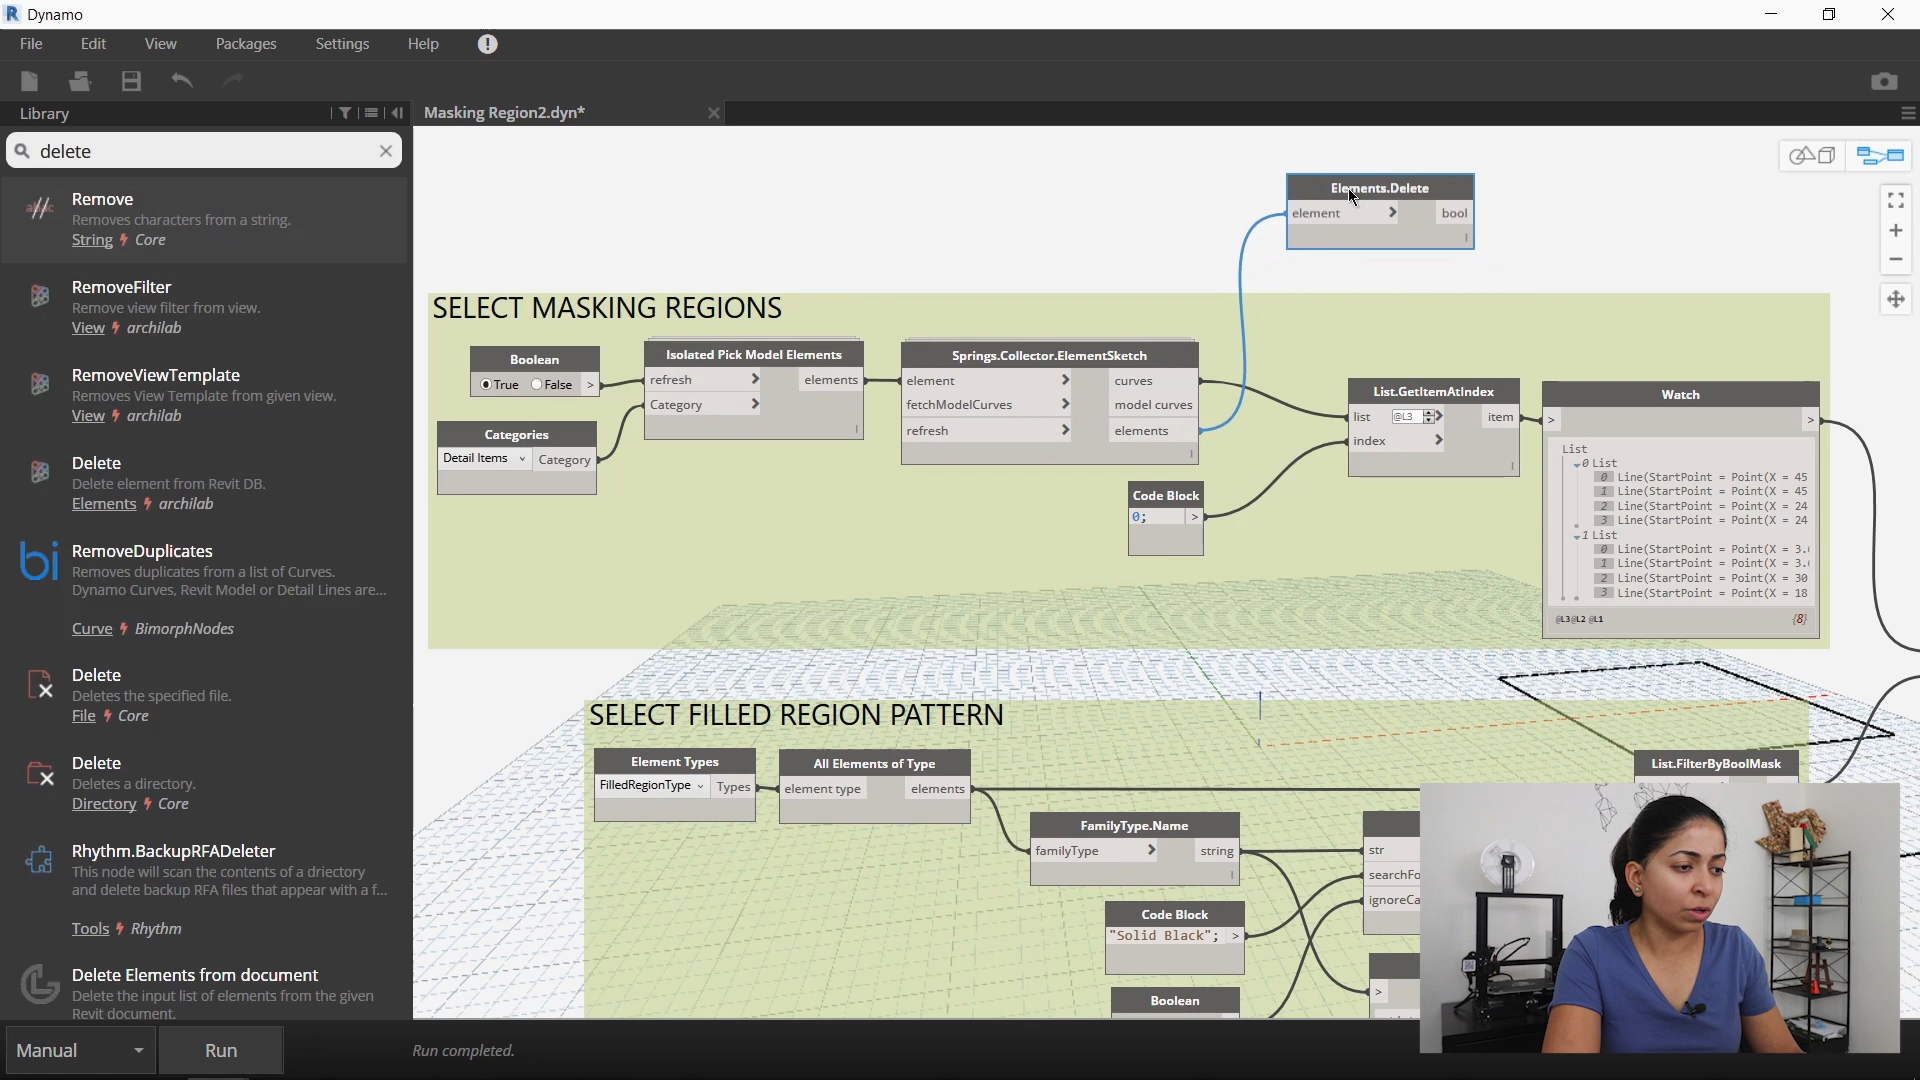 Dynamo
File Edit View Packages Settings Help
Library
Masking Region2.dyn*
delete
Remove
Removes characters from a string.
String Core
RemoveFilter
Remove view filter from view.
View archilab
RemoveViewTemplate
Removes View Template from given view.
View archilab
Delete
Delete element from Revit DB.
Elements archilab
RemoveDuplicates
Removes duplicates from a list of Curves.
Dynamo Curves, Revit Model or Detail Lines are...
Curve BimorphNodes
Delete
Deletes the specified file.
File Core
Delete
Deletes a directory.
Directory Core
Rhythm.BackupRFADeleter
This node will scan the contents of a driectory
and delete backup RFA files that appear with a f...
Tools Rhythm
Delete Elements from document
Delete the input list of elements from the given
Revit document.
Manual
Run
Run completed.
Elements.Delete
element > bool
SELECT MASKING REGIONS
Boolean
True False >
Categories
Detail Items Category
Isolated Pick Model Elements
refresh > elements
Category >
Springs.Collector.ElementSketch
element > curves
fetchModelCurves > model curves
refresh > elements
Code Block
0; >
List.GetItemAtIndex
list @L3 > item
index >
Watch
> >
List
0 List
0 Line(StartPoint = Point(X = 45
1 Line(StartPoint = Point(X = 45
2 Line(StartPoint = Point(X = 24
3 Line(StartPoint = Point(X = 24
1 List
0 Line(StartPoint = Point(X = 3.
1 Line(StartPoint = Point(X = 3.
2 Line(StartPoint = Point(X = 30
3 Line(StartPoint = Point(X = 18
@L3 @L2 @L1 {8}
SELECT FILLED REGION PATTERN
Element Types
FilledRegionType Types
All Elements of Type
element type elements
FamilyType.Name
familyType > string
Code Block
"Solid Black"; >
Boolean
List.FilterByBoolMask
str
searchFo
ignoreCa
>